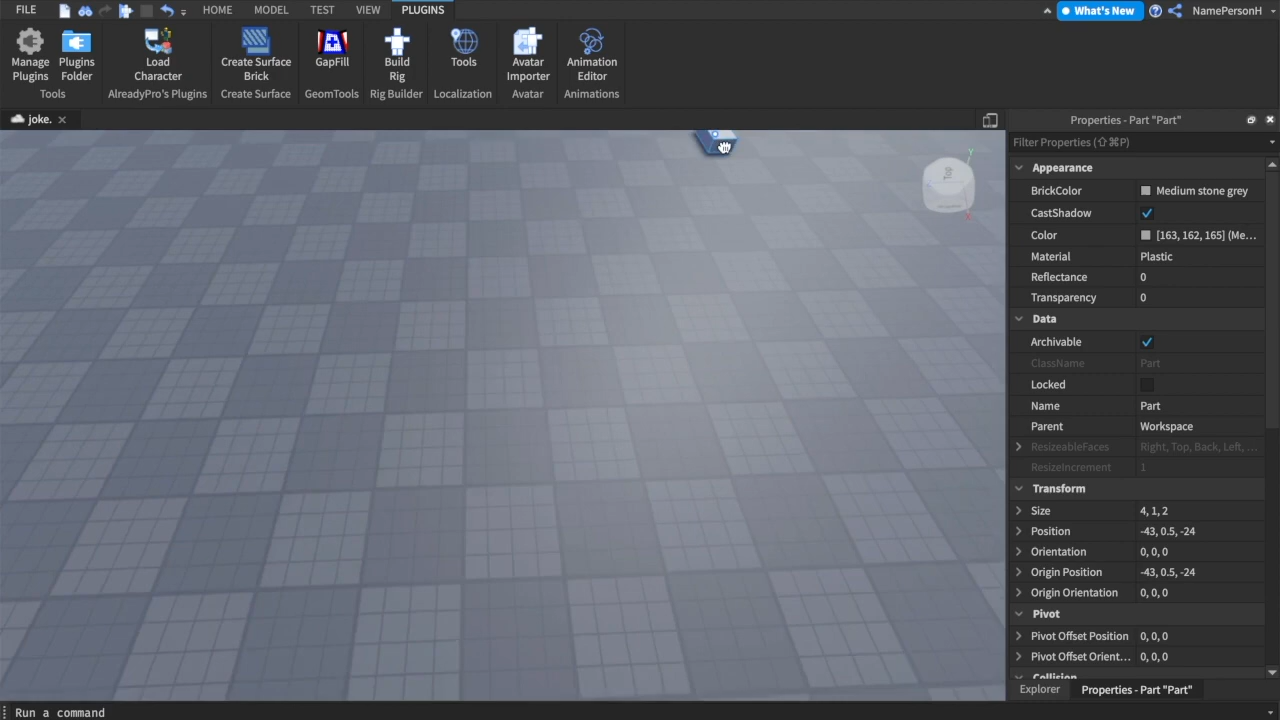 FILE HOME MODEL TEST VIEW PLUGINS What's New NamePersonH
Manage Plugins
Plugins Folder
Tools
Load Character
AlreadyPro's Plugins
Create Surface Brick
Create Surface
GapFill
GeomTools
Build Rig
Rig Builder
Tools
Localization
Avatar Importer
Avatar
Animation Editor
Animations
joke.
Top
Y
Properties - Part "Part"
Filter Properties (⇧⌘P)
Appearance
BrickColor Medium stone grey
CastShadow
Color [163, 162, 165] (Me...
Material Plastic
Reflectance 0
Transparency 0
Data
Archivable
ClassName Part
Locked
Name Part
Parent Workspace
ResizeableFaces Right, Top, Back, Left, ...
ResizeIncrement 1
Transform
Size 4, 1, 2
Position -43, 0.5, -24
Orientation 0, 0, 0
Origin Position -43, 0.5, -24
Origin Orientation 0, 0, 0
Pivot
Pivot Offset Position 0, 0, 0
Pivot Offset Orient... 0, 0, 0
Collision
Explorer Properties - Part "Part"
Run a command